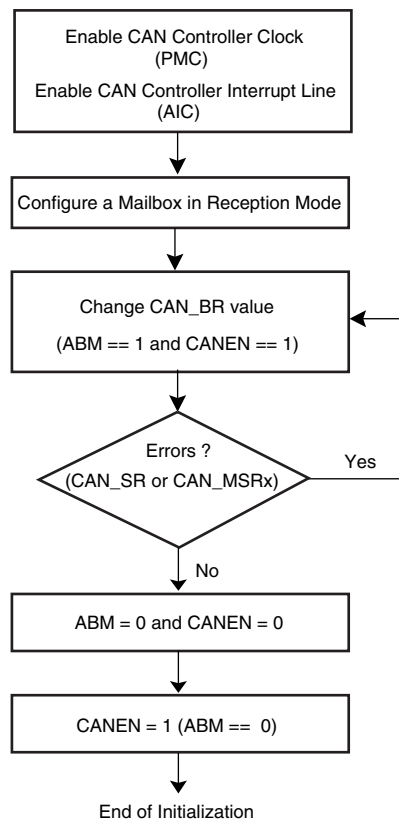 Enable CAN Controller Clock
(PMC)
Enable CAN Controller Interrupt Line
(AIC)
Configure a Mailbox in Reception Mode
Change CAN_BR value
(ABM == 1 and CANEN == 1)
Errors ?
(CAN_SR or CAN_MSRx)
Yes
No
ABM = 0 and CANEN = 0
CANEN = 1 (ABM == 0)
End of Initialization